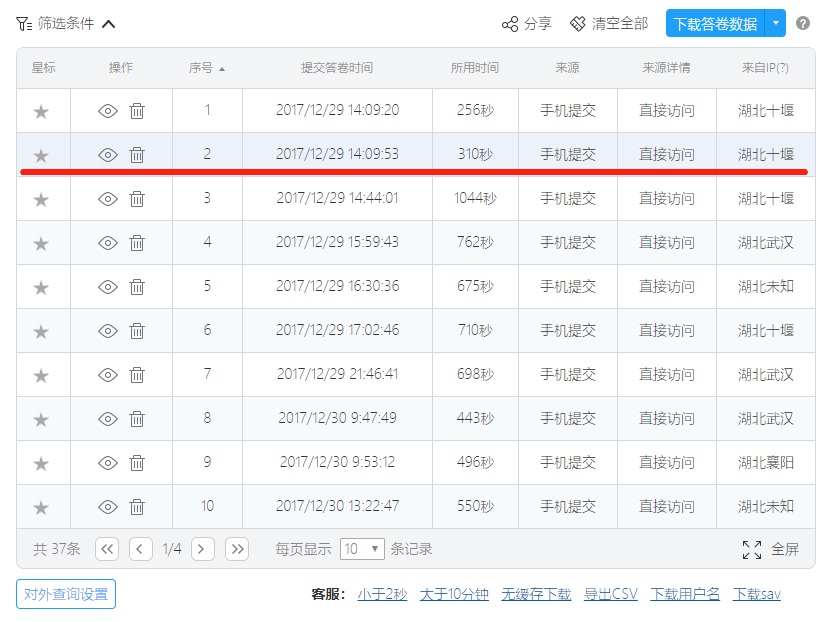 筛选条件 分享 清空全部 下载答卷数据 ?
星标 操作 序号 提交答卷时间 所用时间 来源 来源详情 来自IP(?)
1 2017/12/29 14:09:20 256秒 手机提交 直接访问 湖北十堰
2 2017/12/29 14:09:53 310秒 手机提交 直接访问 湖北十堰
3 2017/12/29 14:44:01 1044秒 手机提交 直接访问 湖北十堰
4 2017/12/29 15:59:43 762秒 手机提交 直接访问 湖北武汉
5 2017/12/29 16:30:36 675秒 手机提交 直接访问 湖北未知
6 2017/12/29 17:02:46 710秒 手机提交 直接访问 湖北十堰
7 2017/12/29 21:46:41 698秒 手机提交 直接访问 湖北武汉
8 2017/12/30 9:47:49 443秒 手机提交 直接访问 湖北武汉
9 2017/12/30 9:53:12 496秒 手机提交 直接访问 湖北襄阳
10 2017/12/30 13:22:47 550秒 手机提交 直接访问 湖北未知
共 37条 1/4 每页显示 10 条记录 全屏
对外查询设置 客服： 小于2秒 大于10分钟 无缓存下载 导出CSV 下载用户名 下载sav